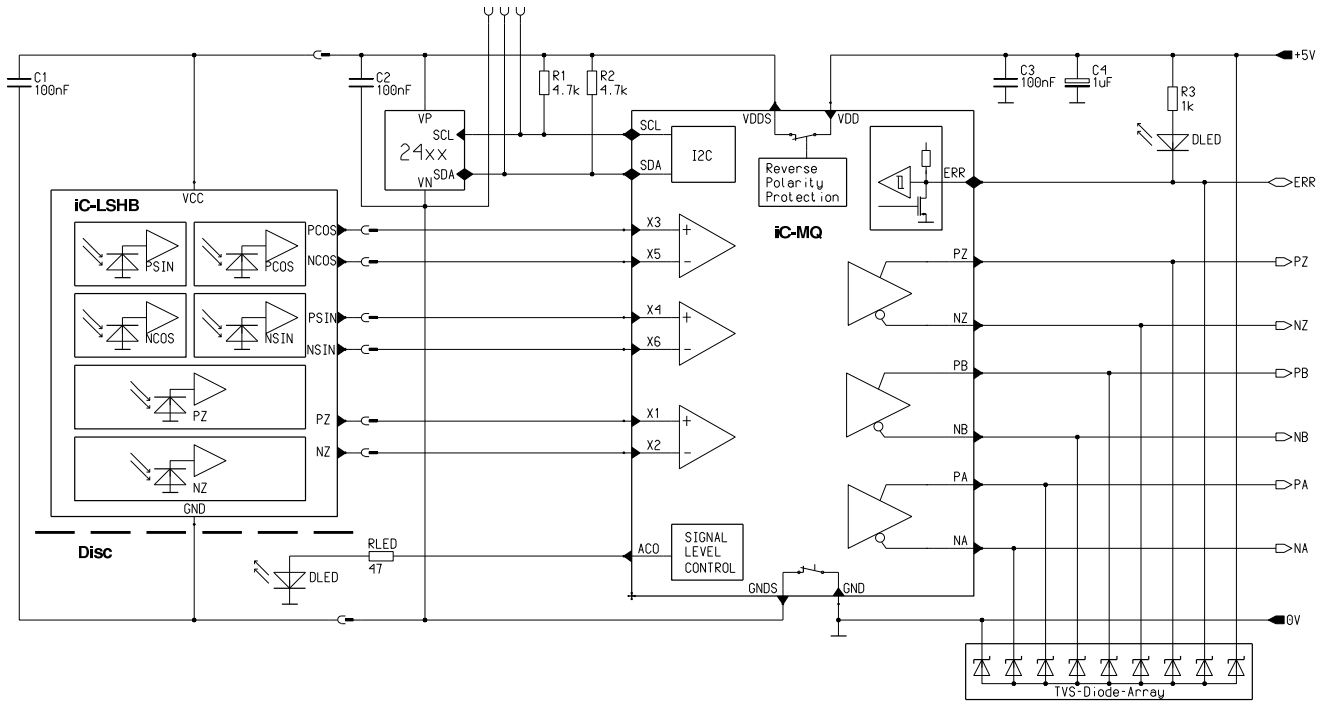 C1
100nF
C2
100nF
R1
4.7k
R2
4.7k
C3
100nF
C4
1uF
R3
1k
DLED
+5V
VP
SCL
24xx
SDA
VN
SCL
SDA
I2C
VDDS
VDD
Reverse
Polarity
Protection
ERR
ERR
iC-LSHB
VCC
iC-MQ
PSIN
PCOS
NCOS
NSIN
PZ
NZ
GND
PCOS
NCOS
PSIN
NSIN
PZ
NZ
X3
X5
X4
X6
X1
X2
PZ
NZ
PB
NB
PA
NA
PZ
NZ
PB
NB
PA
NA
Disc
RLED
47
DLED
ACO
SIGNAL
LEVEL
CONTROL
GNDS
GND
0V
TVS-Diode-Array